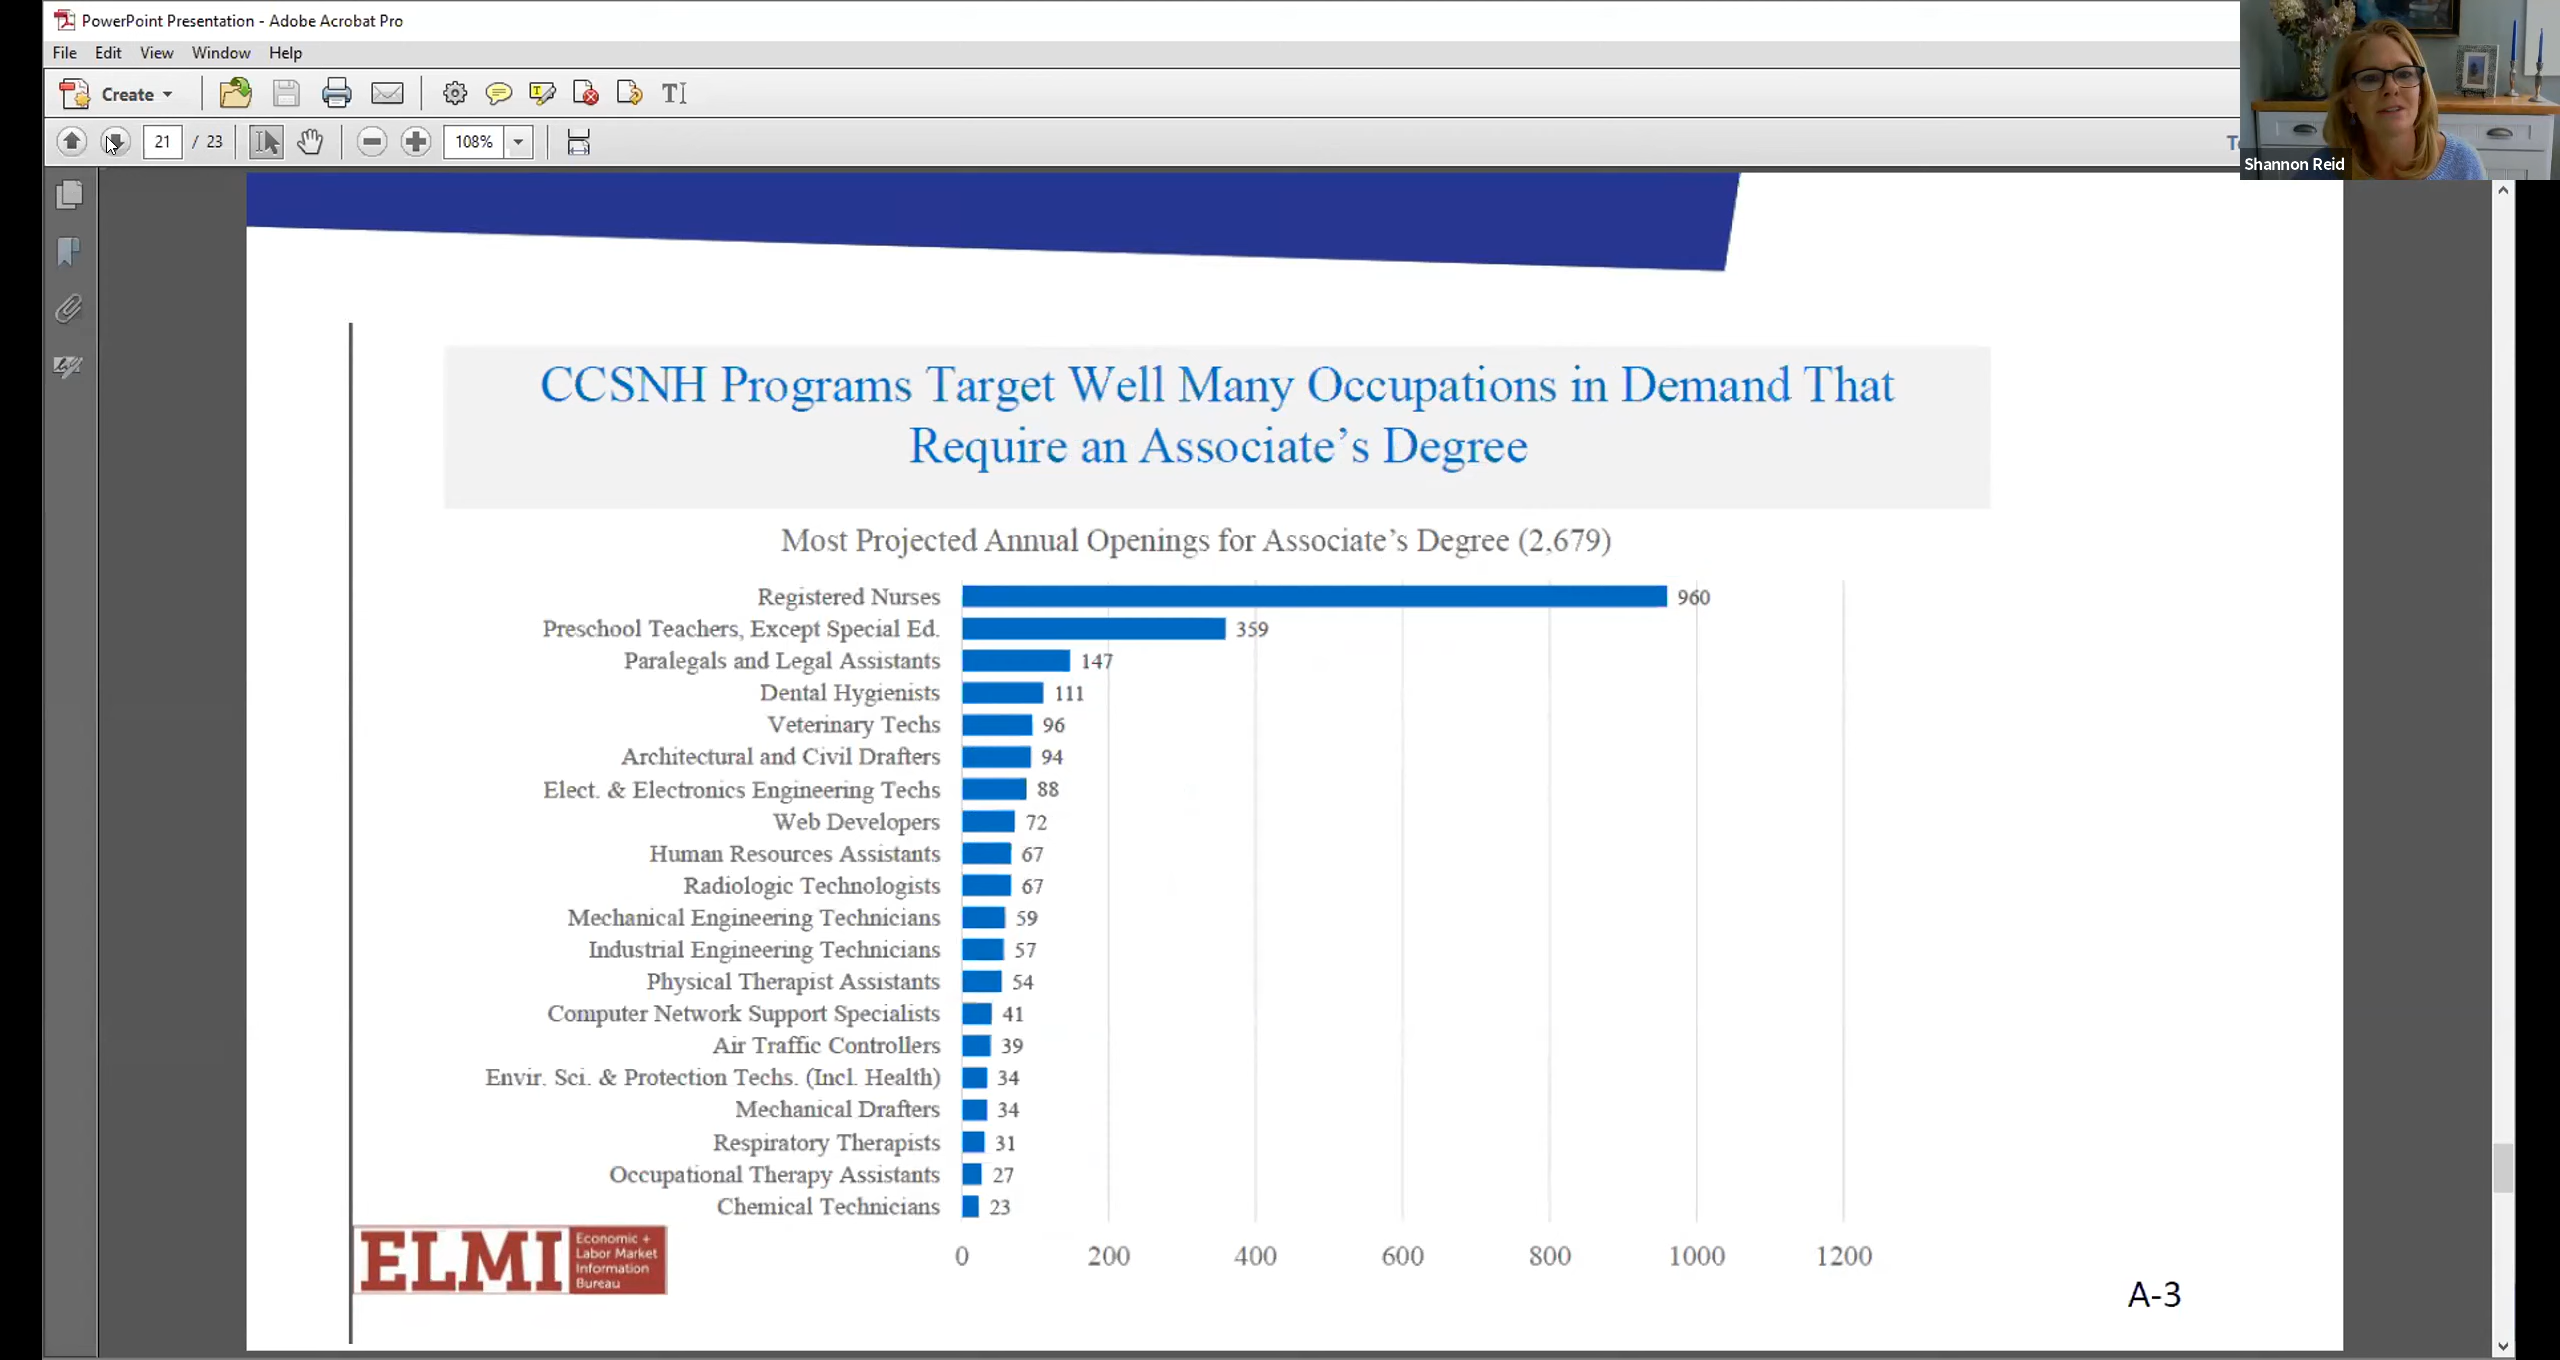 PowerPoint Presentation - Adobe Acrobat Pro
File Edit View Window Help
Create
21 / 23 108%
Shannon Reid
CCSNH Programs Target Well Many Occupations in Demand That
Require an Associate’s Degree
Most Projected Annual Openings for Associate’s Degree (2,679)
Registered Nurses 960
Preschool Teachers, Except Special Ed. 359
Paralegals and Legal Assistants 147
Dental Hygienists 111
Veterinary Techs 96
Architectural and Civil Drafters 94
Elect. & Electronics Engineering Techs 88
Web Developers 72
Human Resources Assistants 67
Radiologic Technologists 67
Mechanical Engineering Technicians 59
Industrial Engineering Technicians 57
Physical Therapist Assistants 54
Computer Network Support Specialists 41
Air Traffic Controllers 39
Envir. Sci. & Protection Techs. (Incl. Health) 34
Mechanical Drafters 34
Respiratory Therapists 31
Occupational Therapy Assistants 27
Chemical Technicians 23
0 200 400 600 800 1000 1200
ELMI
Economic +
Labor Market
Information
Bureau
A-3